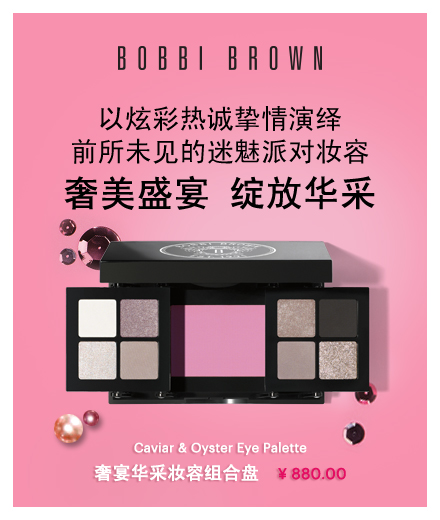 BOBBI BROWN
以炫彩热诚挚情演绎
前所未见的迷魅派对妆容
奢美盛宴 绽放华采
Caviar & Oyster Eye Palette
奢宴华采妆容组合盘 ¥ 880.00